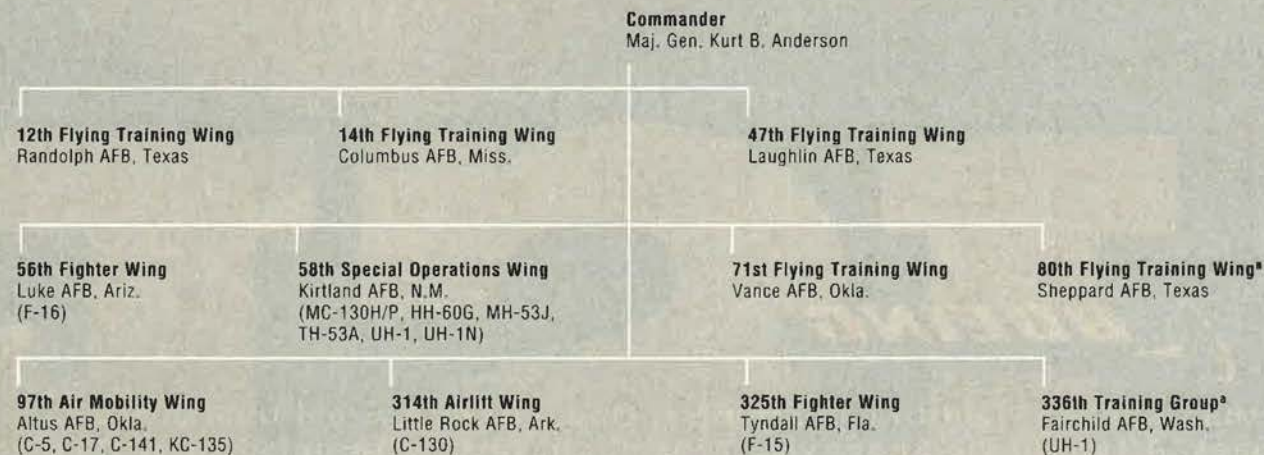 Commander
Maj. Gen. Kurt B. Anderson
12th Flying Training Wing
Randolph AFB, Texas
14th Flying Training Wing
Columbus AFB, Miss.
47th Flying Training Wing
Laughlin AFB, Texas
56th Fighter Wing
Luke AFB, Ariz.
(F-16)
58th Special Operations Wing
Kirtland AFB, N.M.
(MC-130H/P, HH-60G, MH-53J,
TH-53A, UH-1, UH-1N)
71st Flying Training Wing
Vance AFB, Okla.
80th Flying Training Wingᵃ
Sheppard AFB, Texas
97th Air Mobility Wing
Altus AFB, Okla.
(C-5, C-17, C-141, KC-135)
314th Airlift Wing
Little Rock AFB, Ark.
(C-130)
325th Fighter Wing
Tyndall AFB, Fla.
(F-15)
336th Training Groupᵃ
Fairchild AFB, Wash.
(UH-1)